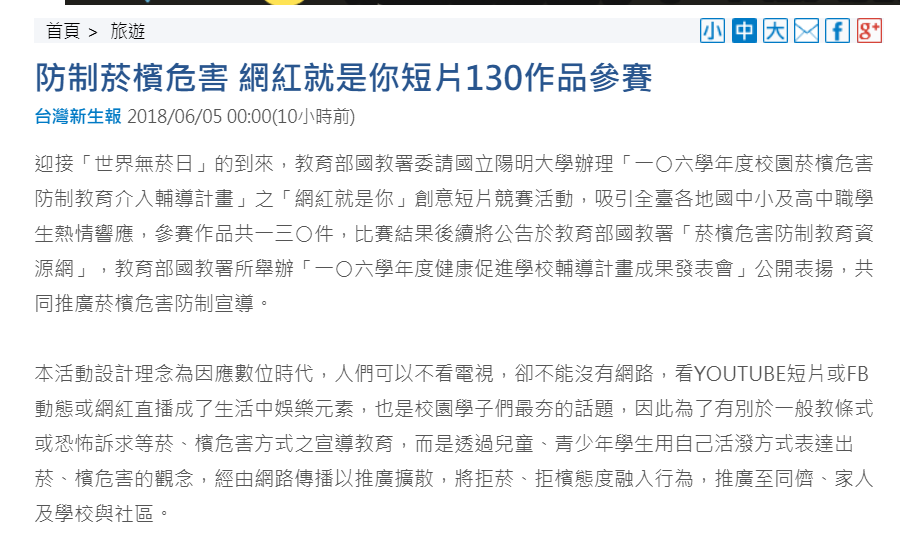 首頁 > 旅遊
小 中 大 f g+
防制菸檳危害 網紅就是你短片130作品參賽
台灣新生報 2018/06/05 00:00(10小時前)
迎接「世界無菸日」的到來，教育部國教署委請國立陽明大學辦理「一〇六學年度校園菸檳危害
防制教育介入輔導計畫」之「網紅就是你」創意短片競賽活動，吸引全臺各地國中小及高中職學
生熱情響應，參賽作品共一三〇件，比賽結果後續將公告於教育部國教署「菸檳危害防制教育資
源網」，教育部國教署所舉辦「一〇六學年度健康促進學校輔導計畫成果發表會」公開表揚，共
同推廣菸檳危害防制宣導。
本活動設計理念為因應數位時代，人們可以不看電視，卻不能沒有網路，看YOUTUBE短片或FB
動態或網紅直播成了生活中娛樂元素，也是校園學子們最夯的話題，因此為了有別於一般教條式
或恐怖訴求等菸、檳危害方式之宣導教育，而是透過兒童、青少年學生用自己活潑方式表達出
菸、檳危害的觀念，經由網路傳播以推廣擴散，將拒菸、拒檳態度融入行為，推廣至同儕、家人
及學校與社區。